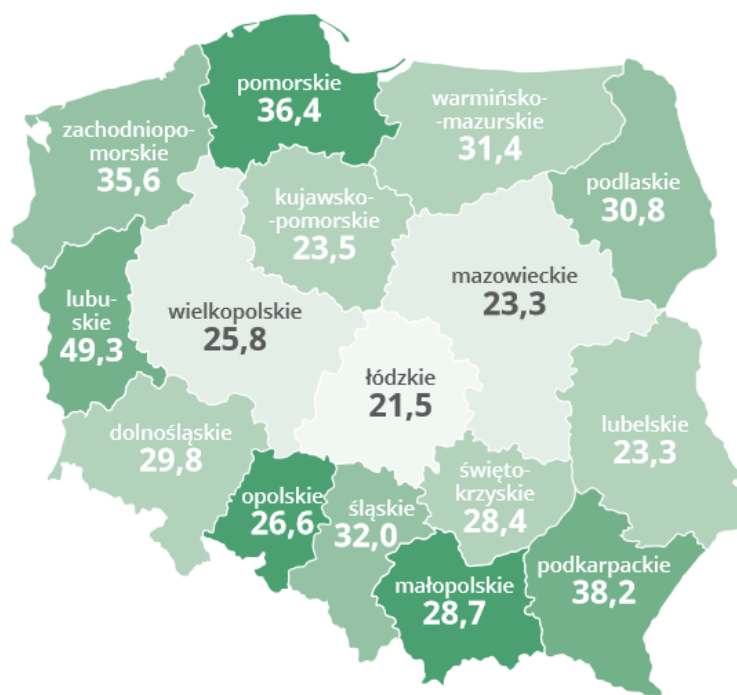 pomorskie
36,4
zachodniopo-
morskie
35,6
warmińsko-
-mazurskie
31,4
podlaskie
30,8
kujawsko-
-pomorskie
23,5
mazowieckie
23,3
lubu-
skie
49,3
wielkopolskie
25,8
łódzkie
21,5
lubelskie
23,3
dolnośląskie
29,8
opolskie
26,6
śląskie
32,0
święto-
krzyskie
28,4
małopolskie
28,7
podkarpackie
38,2